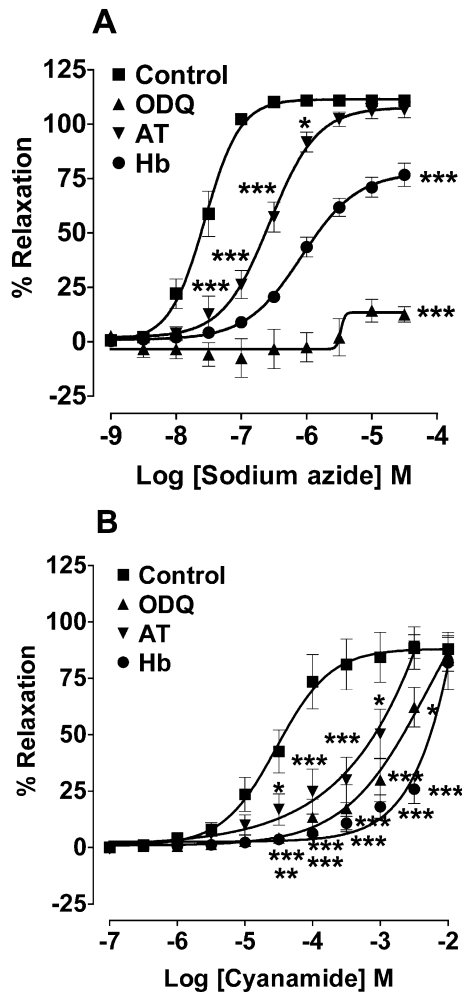 A
125
100
75
50
25
0
-25
% Relaxation
Control
ODQ
AT
Hb
*
***
***
***
***
***
-9 -8 -7 -6 -5 -4
Log [Sodium azide] M
B
125
100
75
50
25
0
-25
% Relaxation
Control
ODQ
AT
Hb
*
*
***
***
*
***
***
***
***
***
***
***
***
**
-7 -6 -5 -4 -3 -2
Log [Cyanamide] M